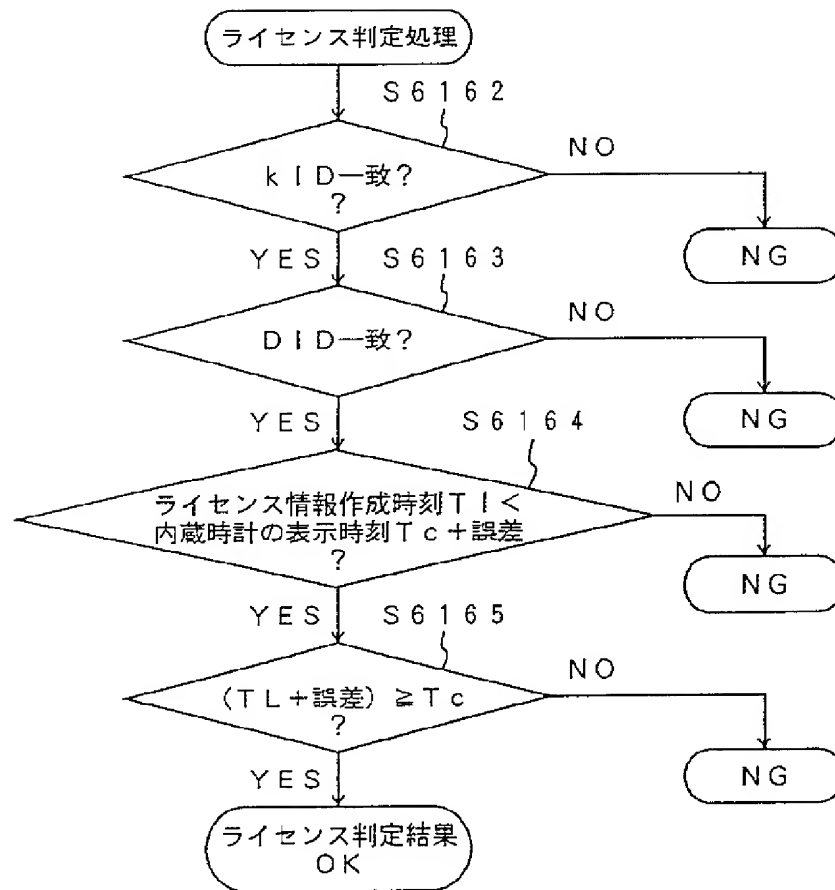 ライセンス判定処理
S6162
kID一致?
?
NO
NG
YES
S6163
DID一致?
NO
NG
YES
S6164
ライセンス情報作成時刻Tl<
内蔵時計の表示時刻Tc+誤差
?
NO
NG
YES
S6165
(TL+誤差)≧Tc
?
NO
NG
YES
ライセンス判定結果
OK